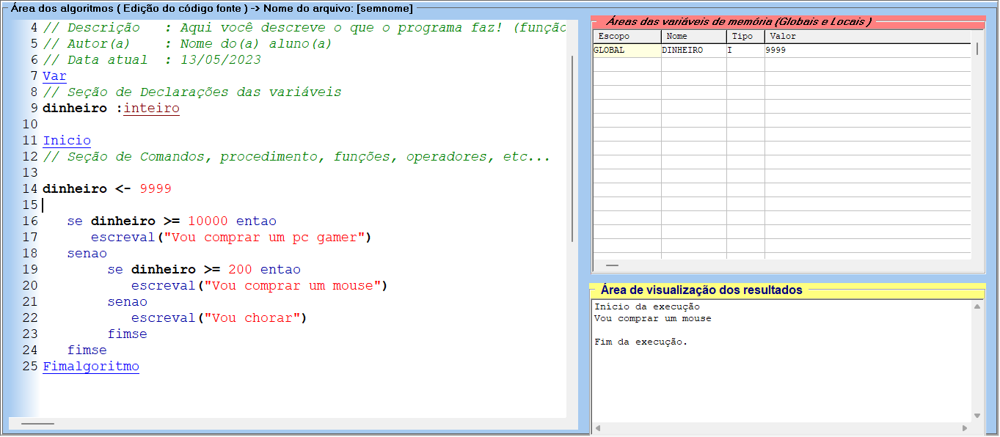 Área dos algoritmos ( Edição do código fonte ) -> Nome do arquivo: [semnome]
4 // Descrição   : Aqui você descreve o que o programa faz! (funçãc
5 // Autor(a)    : Nome do(a) aluno(a)
6 // Data atual  : 13/05/2023
7 Var
8 // Seção de Declarações das variáveis
9 dinheiro :inteiro
10
11 Inicio
12 // Seção de Comandos, procedimento, funções, operadores, etc...
13
14 dinheiro <- 9999
15
16    se dinheiro >= 10000 entao
17       escreval("Vou comprar um pc gamer")
18    senao
19         se dinheiro >= 200 entao
20            escreval("Vou comprar um mouse")
21         senao
22            escreval("Vou chorar")
23         fimse
24    fimse
25 Fimalgoritmo
Áreas das variáveis de memória (Globais e Locais )
Escopo Nome Tipo Valor
GLOBAL DINHEIRO I 9999
Área de visualização dos resultados
Início da execução
Vou comprar um mouse
Fim da execução.